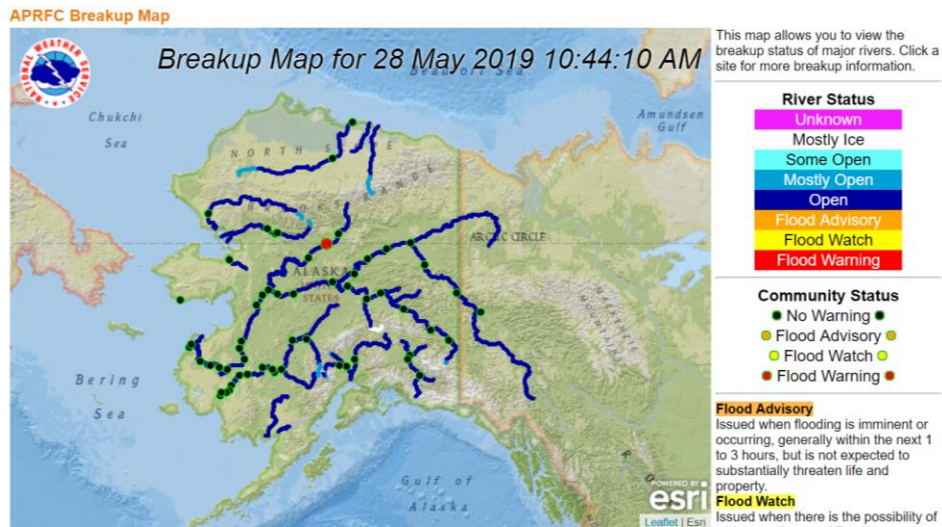 APRFC Breakup Map
Breakup Map for 28 May 2019 10:44:10 AM
NATIONAL WEATHER SERVICE
Beaufort Sea
Chukchi
Sea
Amundsen
Gulf
NORTH SLOPE
BROOKS RANGE
ARCTIC CIRCLE
ALASKA
STATES
MACKENZIE
MOUNTAINS
Bering
Sea
Gulf of
Alaska
POWERED BY
esri
Leaflet | Esri
This map allows you to view the
breakup status of major rivers. Click a
site for more breakup information.
River Status
Unknown
Mostly Ice
Some Open
Mostly Open
Open
Flood Advisory
Flood Watch
Flood Warning
Community Status
No Warning
Flood Advisory
Flood Watch
Flood Warning
Flood Advisory
Issued when flooding is imminent or
occurring, generally within the next 1
to 3 hours, but is not expected to
substantially threaten life and
property.
Flood Watch
Issued when there is the possibility of